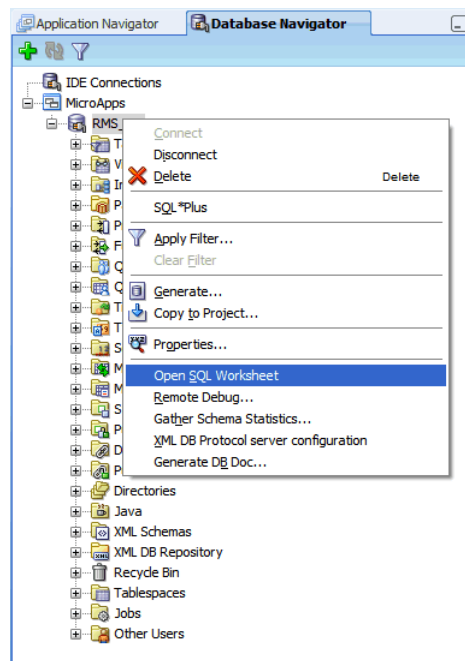 Application Navigator
Database Navigator
IDE Connections
MicroApps
RMS_
Connect
Disconnect
Delete Delete
SQL*Plus
Apply Filter...
Clear Filter
Generate...
Copy to Project...
Properties...
Open SQL Worksheet
Remote Debug...
Gather Schema Statistics...
XML DB Protocol server configuration
Generate DB Doc...
Directories
Java
XML Schemas
XML DB Repository
Recycle Bin
Tablespaces
Jobs
Other Users